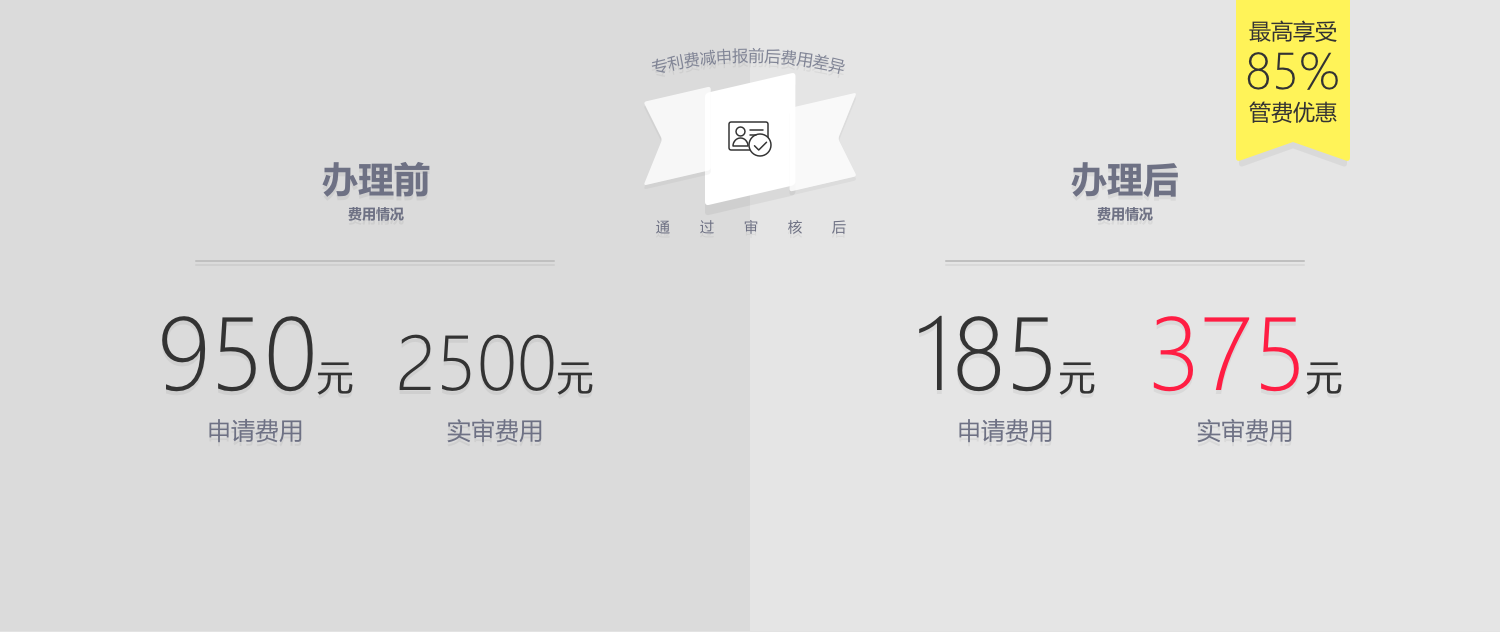 专利费减申报前后费用差异
通过审核后
最高享受
85%
管费优惠
办理前
费用情况
950元
2500元
申请费用
实审费用
办理后
费用情况
185元
375元
申请费用
实审费用